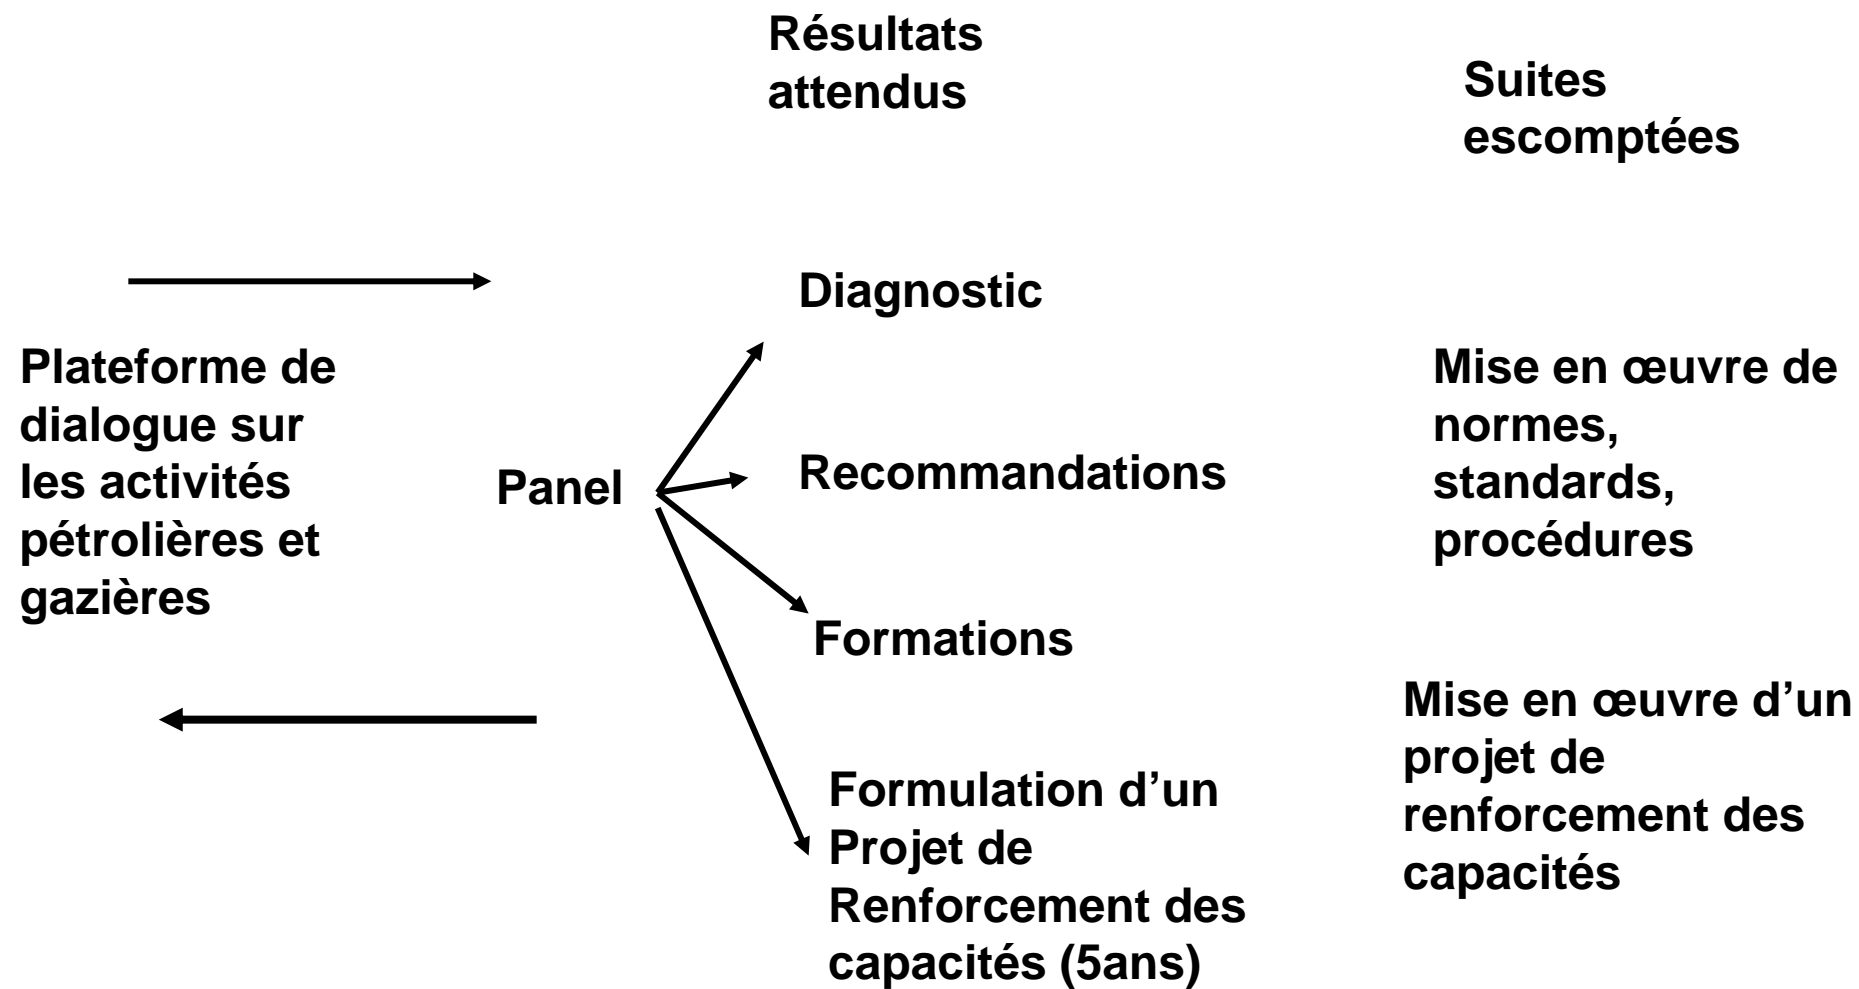 Résultats
attendus
Suites
escomptées
Plateforme de
dialogue sur
les activités
pétrolières et
gazières
Panel
Diagnostic
Recommandations
Formations
Formulation d’un
Projet de
Renforcement des
capacités (5ans)
Mise en œuvre de
normes,
standards,
procédures
Mise en œuvre d’un
projet de
renforcement des
capacités